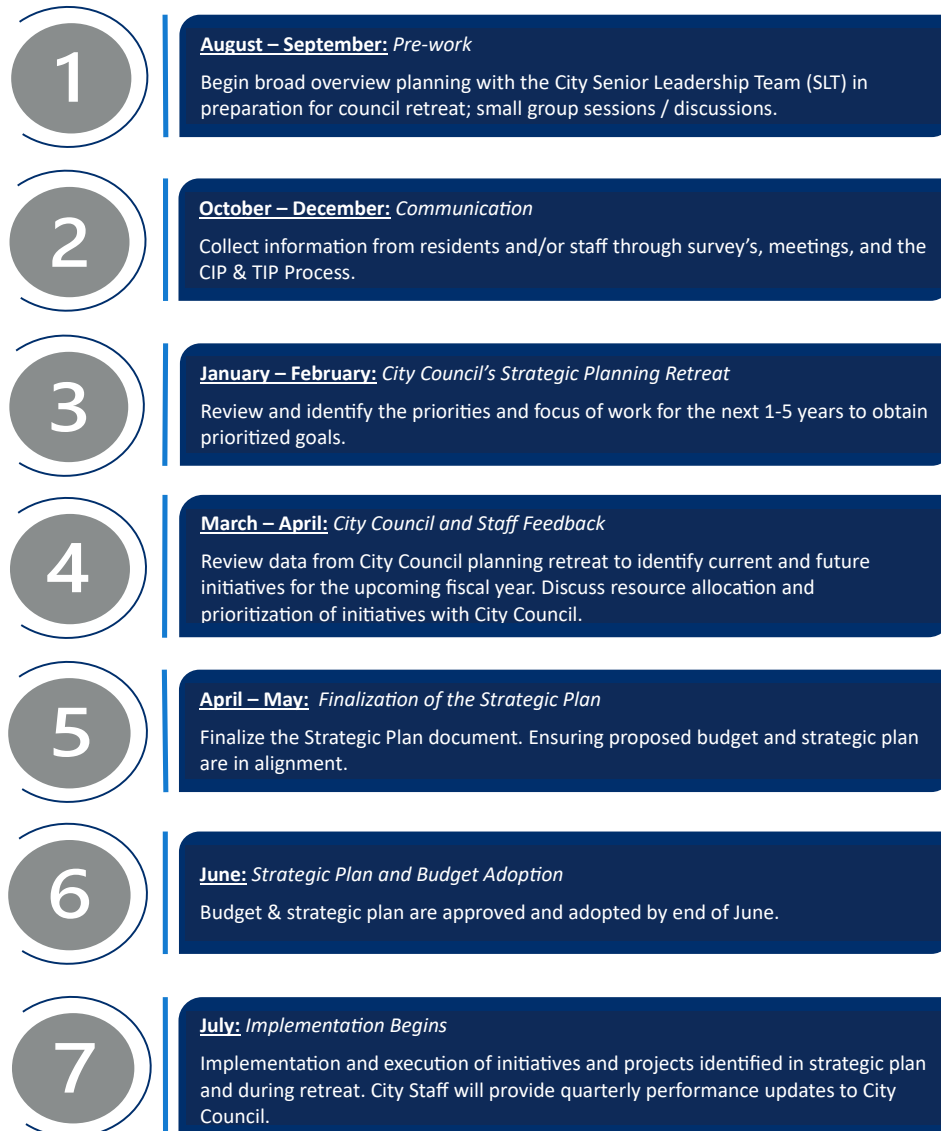 1
August – September: Pre-work
Begin broad overview planning with the City Senior Leadership Team (SLT) in
preparation for council retreat; small group sessions / discussions.
2
October – December: Communication
Collect information from residents and/or staff through survey's, meetings, and the
CIP & TIP Process.
3
January – February: City Council's Strategic Planning Retreat
Review and identify the priorities and focus of work for the next 1-5 years to obtain
prioritized goals.
4
March – April: City Council and Staff Feedback
Review data from City Council planning retreat to identify current and future
initiatives for the upcoming fiscal year. Discuss resource allocation and
prioritization of initiatives with City Council.
5
April – May: Finalization of the Strategic Plan
Finalize the Strategic Plan document. Ensuring proposed budget and strategic plan
are in alignment.
6
June: Strategic Plan and Budget Adoption
Budget & strategic plan are approved and adopted by end of June.
7
July: Implementation Begins
Implementation and execution of initiatives and projects identified in strategic plan
and during retreat. City Staff will provide quarterly performance updates to City
Council.